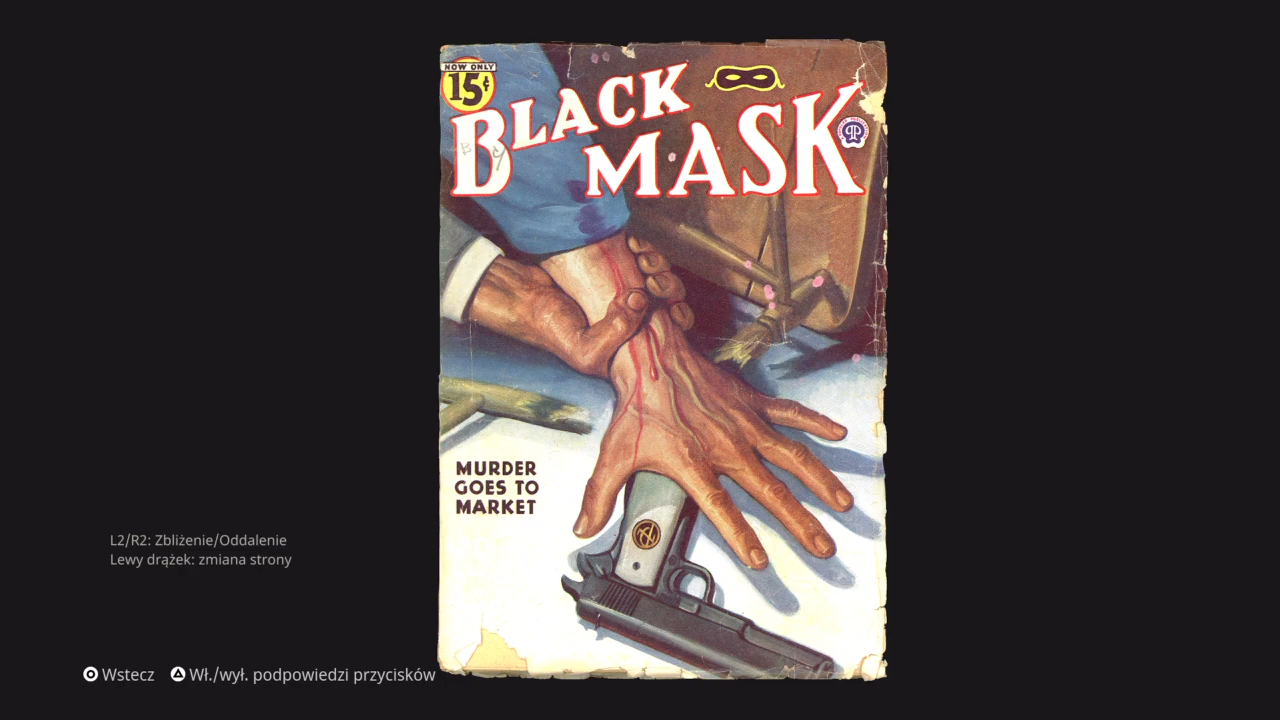 NOW ONLY
15¢
BLACK
MASK
MURDER
GOES TO
MARKET
L2/R2: Zbliżenie/Oddalenie
Lewy drążek: zmiana strony
Wstecz
Wł./wył. podpowiedzi przycisków